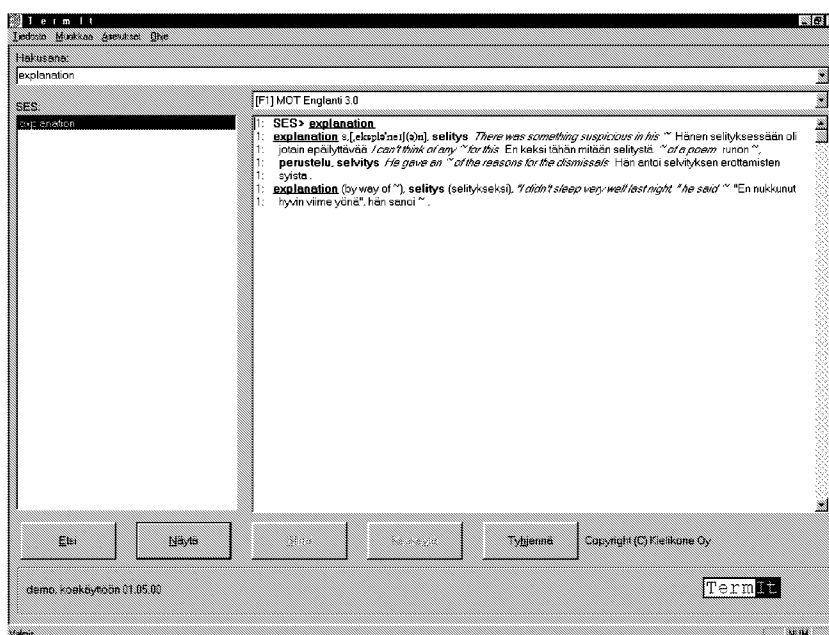 TermIt
Tiedosto Muokkaa Asetukset Ohje
Hakusana:
explanation
SES:
[F1] MOT Englanti 3.0
explanation
1: SES> explanation
1: explanation s,[ˌekspləˈneɪʃ(ə)n], selitys There was something suspicious in his ~ Hänen selityksessään oli
1: jotain epäilyttävää I can't think of any ~ for this En keksi tähän mitään selitystä. ~ of a poem runon ~,
1: perustelu, selvitys He gave an ~ of the reasons for the dismissals Hän antoi selvityksen erottamisten
1: syistä .
1: explanation (by way of ~), selitys (selitykseksi), "I didn't sleep very well last night," he said ~ "En nukkunut
1: hyvin viime yönä", hän sanoi ~ .
Etsi Näytä Tyhjennä Copyright (C) Kielikone Oy
demo, koekäyttöön 01.05.00
TermIt
Valmis NUM